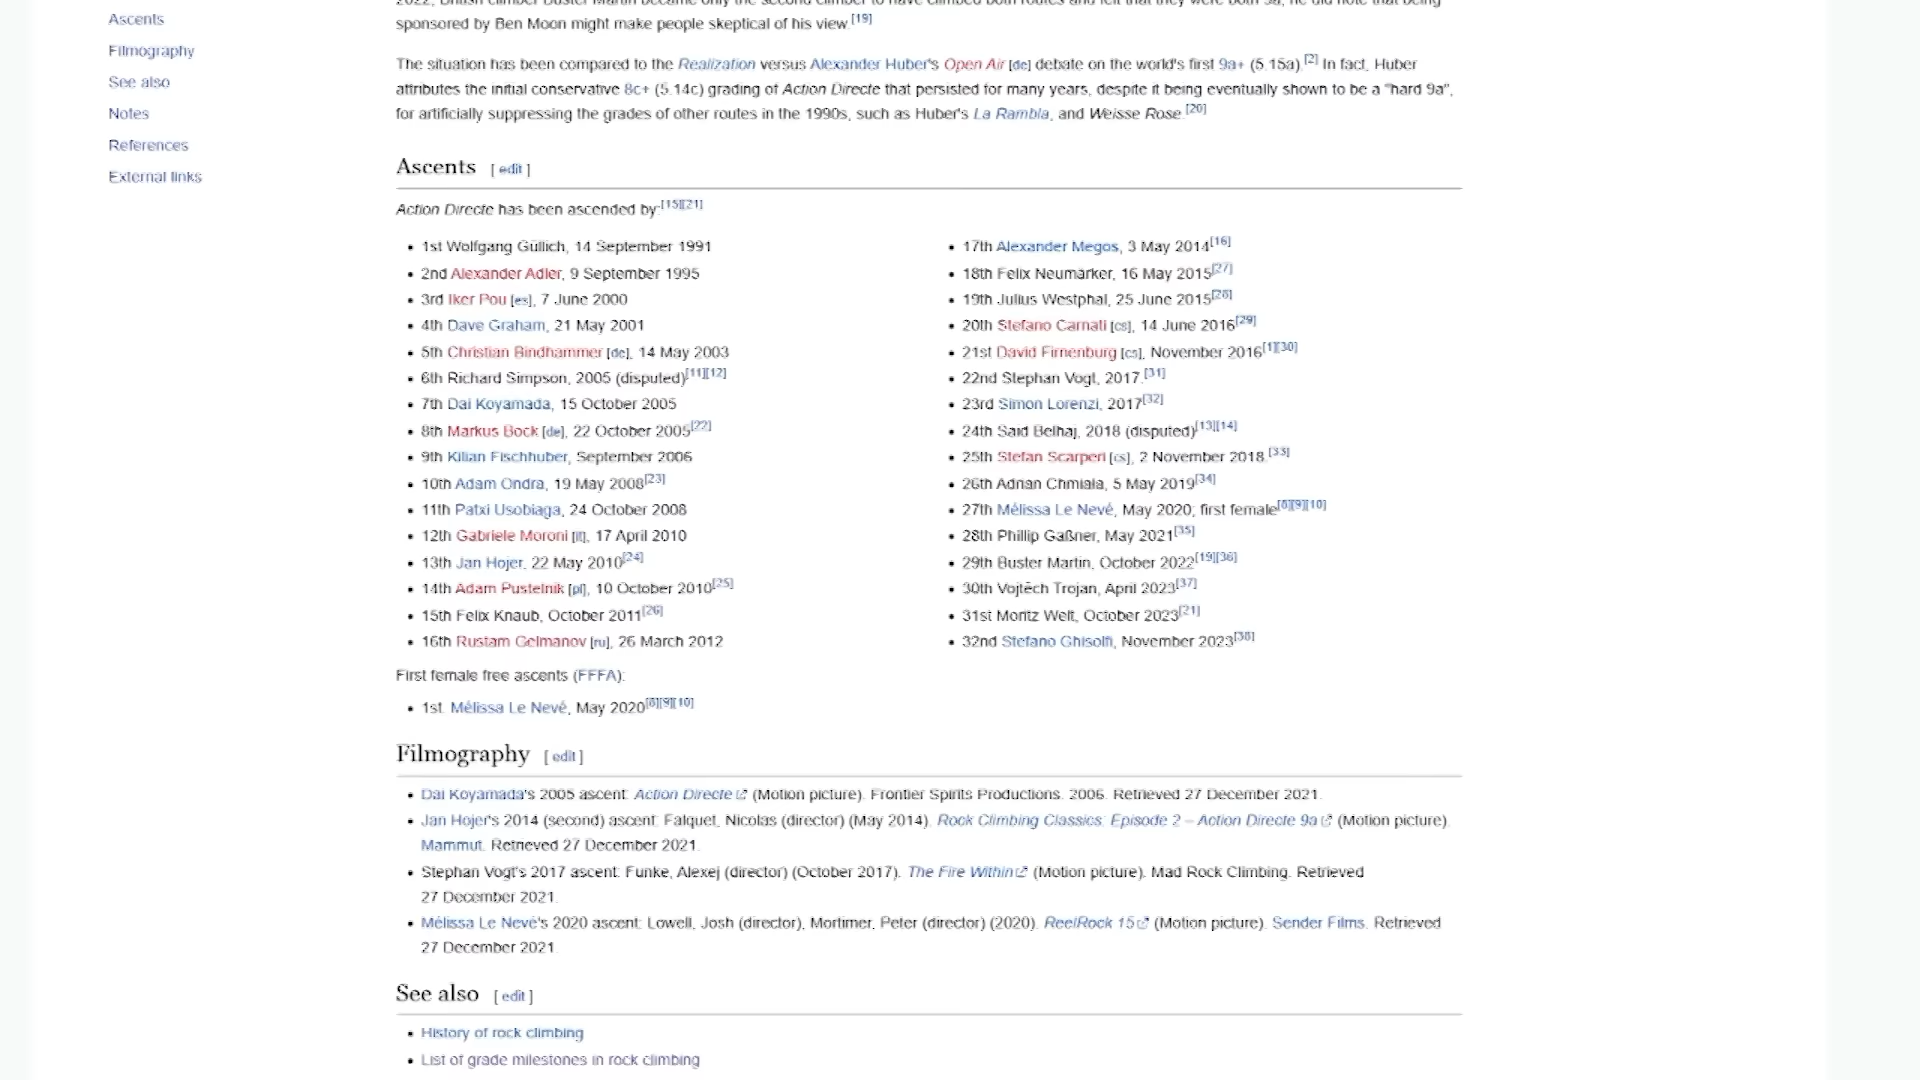 Ascents
Filmography
See also
Notes
References
External links
sponsored by Ben Moon might make people skeptical of his view.[19]
The situation has been compared to the Realization versus Alexander Huber's Open Air [de] debate on the world's first 9a+ (5.15a).[2] In fact, Huber
attributes the initial conservative 8c+ (5.14c) grading of Action Directe that persisted for many years, despite it being eventually shown to be a "hard 9a",
for artificially suppressing the grades of other routes in the 1990s, such as Huber's La Rambla, and Weisse Rose.[20]
Ascents [ edit ]
Action Directe has been ascended by:[15][21]
• 1st Wolfgang Güllich, 14 September 1991
• 2nd Alexander Adler, 9 September 1995
• 3rd Iker Pou [es], 7 June 2000
• 4th Dave Graham, 21 May 2001
• 5th Christian Bindhammer [de], 14 May 2003
• 6th Richard Simpson, 2005 (disputed)[11][12]
• 7th Dai Koyamada, 15 October 2005
• 8th Markus Bock [de], 22 October 2005[22]
• 9th Kilian Fischhuber, September 2006
• 10th Adam Ondra, 19 May 2008[23]
• 11th Patxi Usobiaga, 24 October 2008
• 12th Gabriele Moroni [it], 17 April 2010
• 13th Jan Hojer. 22 May 2010[24]
• 14th Adam Pustelnik [pl], 10 October 2010[25]
• 15th Felix Knaub, October 2011[26]
• 16th Rustam Gelmanov [ru], 26 March 2012
• 17th Alexander Megos, 3 May 2014[16]
• 18th Felix Neumärker, 16 May 2015[27]
• 19th Julius Westphal, 25 June 2015[28]
• 20th Stefano Carnati [cs], 14 June 2016[29]
• 21st David Firnenburg [cs], November 2016[1][30]
• 22nd Stephan Vogt, 2017.[31]
• 23rd Simon Lorenzi, 2017[32]
• 24th Said Belhaj, 2018 (disputed)[13][14]
• 25th Stefan Scarperi [cs], 2 November 2018.[33]
• 26th Adrian Chmiala, 5 May 2019[34]
• 27th Mélissa Le Nevé, May 2020; first female[8][9][10]
• 28th Phillip Gaßner, May 2021[35]
• 29th Buster Martin, October 2022[19][36]
• 30th Vojtěch Trojan, April 2023[37]
• 31st Moritz Welt, October 2023[21]
• 32nd Stefano Ghisolfi, November 2023[38]
First female free ascents (FFFA):
• 1st. Mélissa Le Nevé, May 2020[8][9][10]
Filmography [ edit ]
• Dai Koyamada's 2005 ascent: Action Directe (Motion picture). Frontier Spirits Productions. 2006. Retrieved 27 December 2021.
• Jan Hojer's 2014 (second) ascent: Falquet, Nicolas (director) (May 2014). Rock Climbing Classics: Episode 2 – Action Directe 9a (Motion picture).
Mammut. Retrieved 27 December 2021.
• Stephan Vogt's 2017 ascent: Funke, Alexej (director) (October 2017). The Fire Within (Motion picture). Mad Rock Climbing. Retrieved
27 December 2021.
• Mélissa Le Nevé's 2020 ascent: Lowell, Josh (director), Mortimer, Peter (director) (2020). ReelRock 15 (Motion picture). Sender Films. Retrieved
27 December 2021.
See also [ edit ]
• History of rock climbing
• List of grade milestones in rock climbing